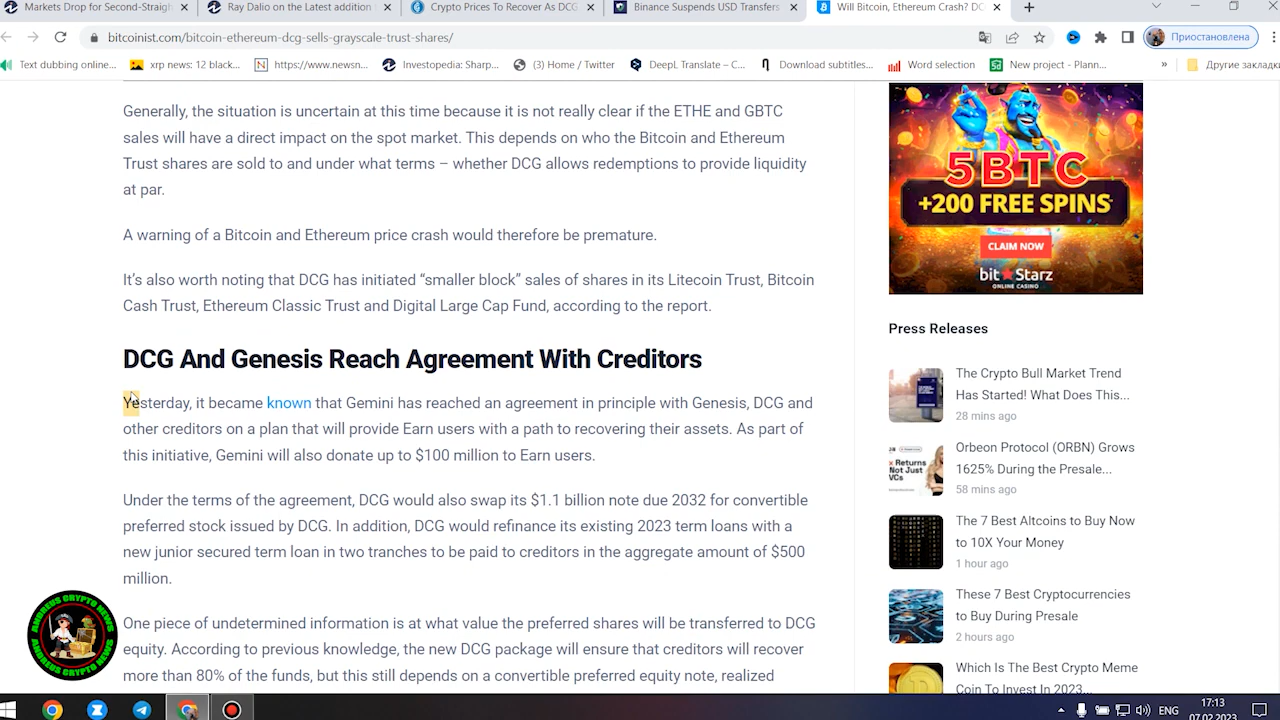 Markets Drop for Second-Straigh
Ray Dalio on the Latest addition
Crypto Prices To Recover As DCG
Binance Suspends USD Transfers
Will Bitcoin, Ethereum Crash? DC
bitcoinist.com/bitcoin-ethereum-dcg-sells-grayscale-trust-shares/
Приостановлена
Text dubbing online...
xrp news: 12 black...
https://www.newsn...
Investopedia: Sharp...
(3) Home / Twitter
DeepL Translate – C...
Download subtitles...
Word selection
New project - Plann...
»
Другие закладки
Generally, the situation is uncertain at this time because it is not really clear if the ETHE and GBTC
sales will have a direct impact on the spot market. This depends on who the Bitcoin and Ethereum
Trust shares are sold to and under what terms – whether DCG allows redemptions to provide liquidity
at par.
A warning of a Bitcoin and Ethereum price crash would therefore be premature.
It's also worth noting that DCG has initiated “smaller block” sales of shares in its Litecoin Trust, Bitcoin
Cash Trust, Ethereum Classic Trust and Digital Large Cap Fund, according to the report.
DCG And Genesis Reach Agreement With Creditors
Yesterday, it became known that Gemini has reached an agreement in principle with Genesis, DCG and
other creditors on a plan that will provide Earn users with a path to recovering their assets. As part of
this initiative, Gemini will also donate up to $100 million to Earn users.
Under the terms of the agreement, DCG would also swap its $1.1 billion note due 2032 for convertible
preferred stock issued by DCG. In addition, DCG would refinance its existing 2023 term loans with a
new junior secured term loan in two tranches to be paid to creditors in the aggregate amount of $500
million.
One piece of undetermined information is at what value the preferred shares will be transferred to DCG
equity. According to previous knowledge, the new DCG package will ensure that creditors will recover
more than 80% of the funds, but this still depends on a convertible preferred equity note, realized
5BTC
+200 FREE SPINS
CLAIM NOW
bit★Starz
ONLINE CASINO
Press Releases
The Crypto Bull Market Trend
Has Started! What Does This...
28 mins ago
Orbeon Protocol (ORBN) Grows
1625% During the Presale...
58 mins ago
x Returns
Not Just
VCs
The 7 Best Altcoins to Buy Now
to 10X Your Money
1 hour ago
These 7 Best Cryptocurrencies
to Buy During Presale
2 hours ago
Which Is The Best Crypto Meme
Coin To Invest In 2023...
ANDREUS CRYPTO NEWS
ANDREUS CRYPTO NEWS
ENG
17:13
07.02.2023